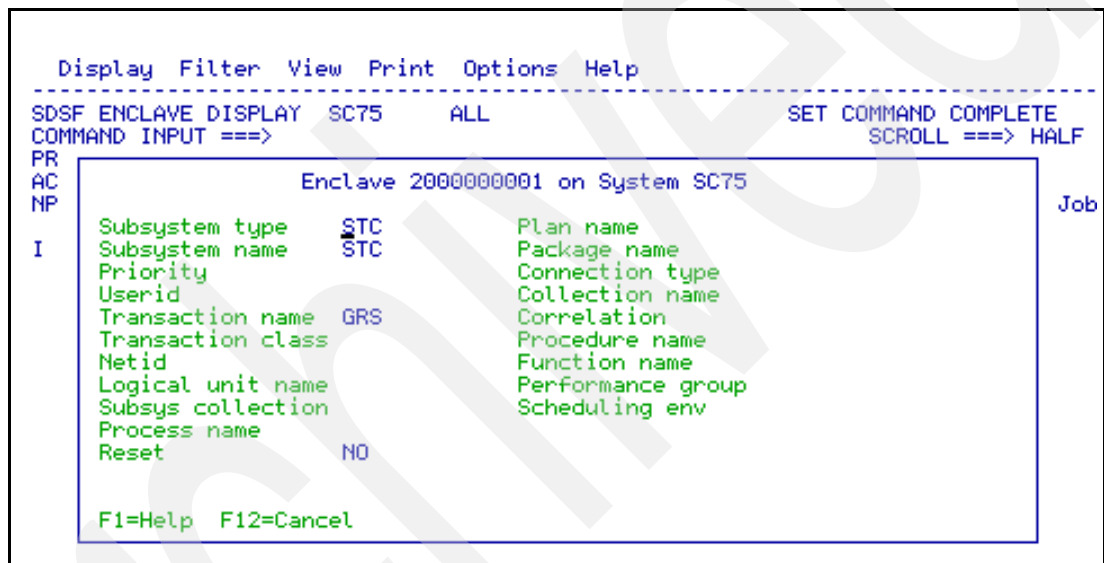 Display Filter View Print Options Help
SDSF ENCLAVE DISPLAY SC75 ALL SET COMMAND COMPLETE
COMMAND INPUT ===> SCROLL ===> HALF
PR
AC Enclave 2000000001 on System SC75
NP Job
Subsystem type STC Plan name
I Subsystem name STC Package name
Priority Connection type
Userid Collection name
Transaction name GRS Correlation
Transaction class Procedure name
Netid Function name
Logical unit name Performance group
Subsys collection Scheduling env
Process name
Reset NO
F1=Help F12=Cancel